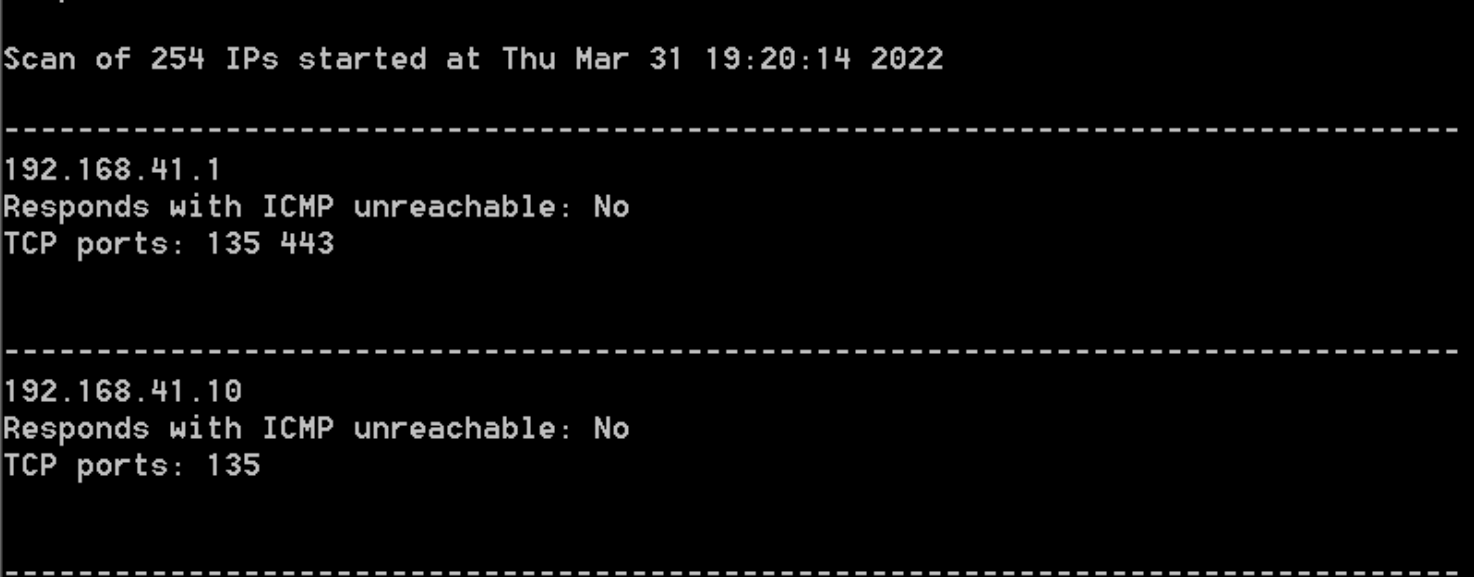 Scan of 254 IPs started at Thu Mar 31 19:20:14 2022
-------------------------------------------------------------------------------
192.168.41.1
Responds with ICMP unreachable: No
TCP ports: 135 443
-------------------------------------------------------------------------------
192.168.41.10
Responds with ICMP unreachable: No
TCP ports: 135
-------------------------------------------------------------------------------